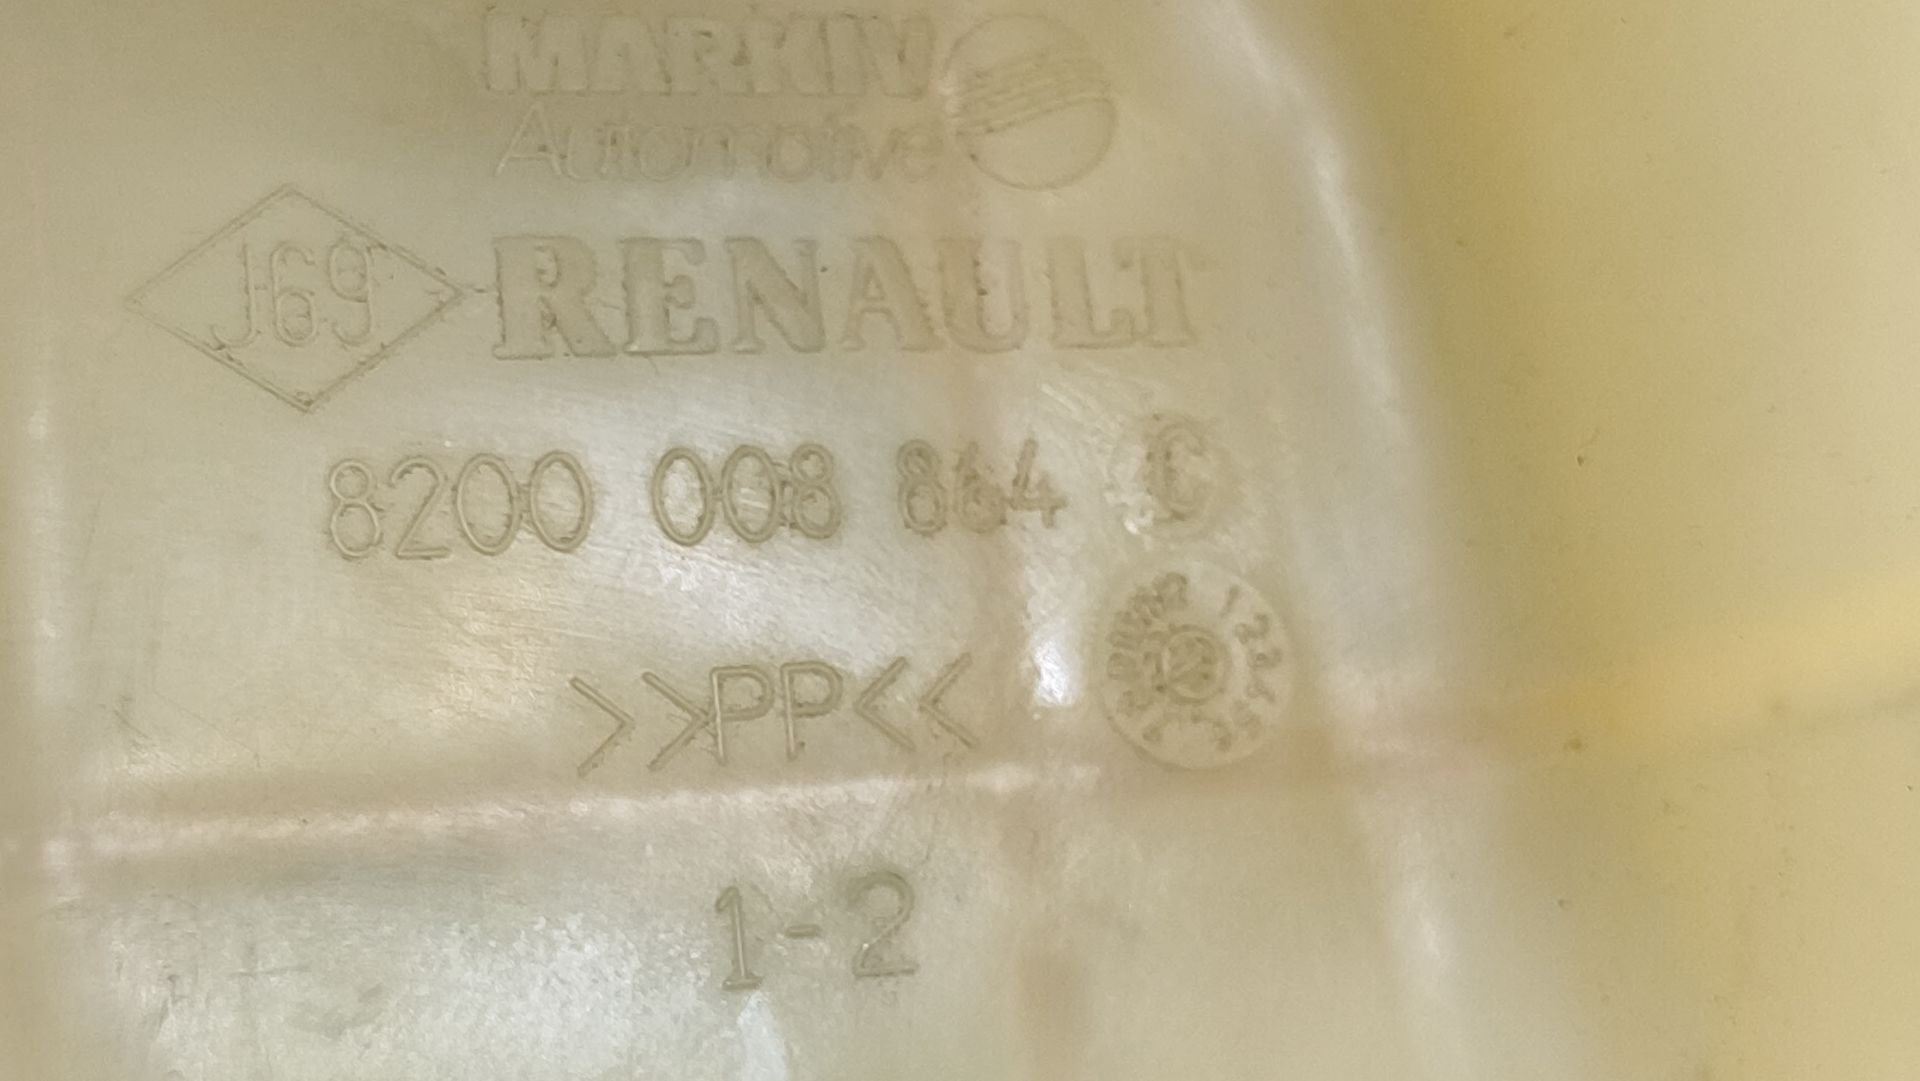 MARKIV
Automotive
J69 RENAULT
8200 008 864 C
>>PP<<
1-2